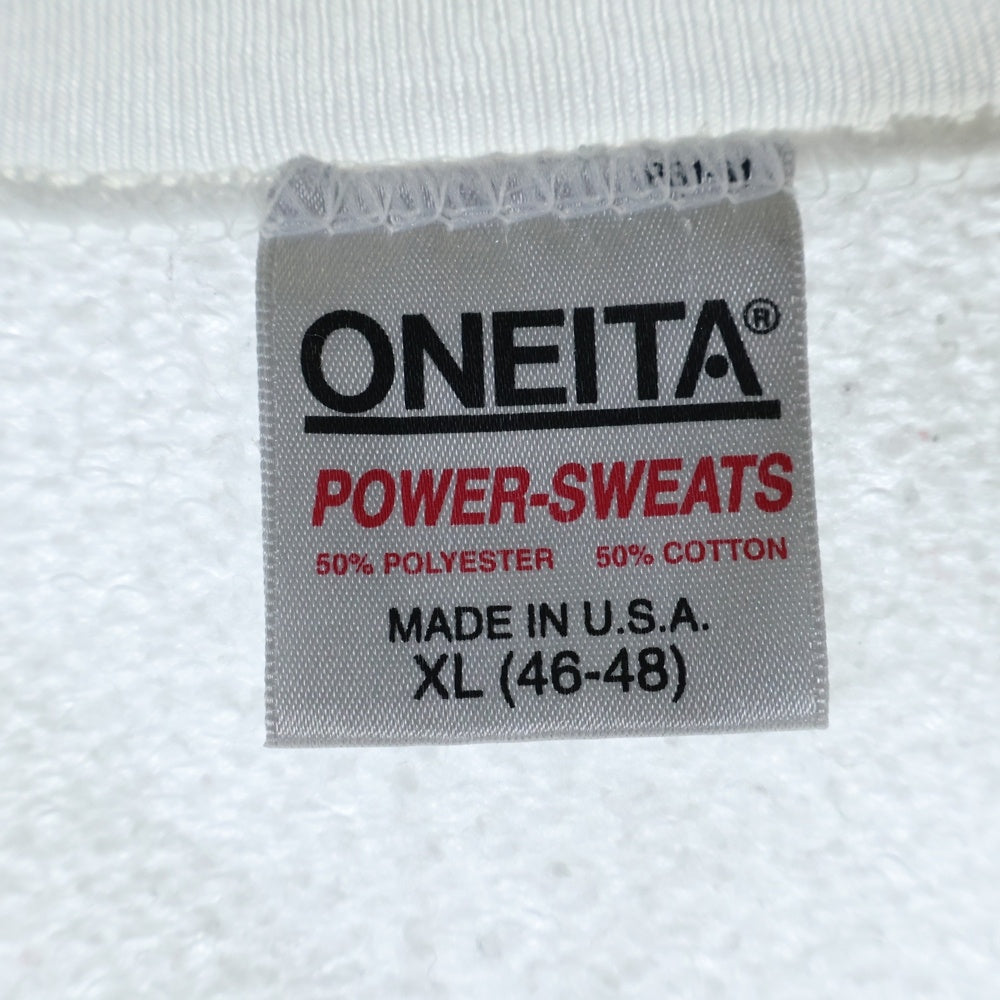 ONEITA®
POWER-SWEATS
50% POLYESTER 50% COTTON
MADE IN U.S.A.
XL (46-48)